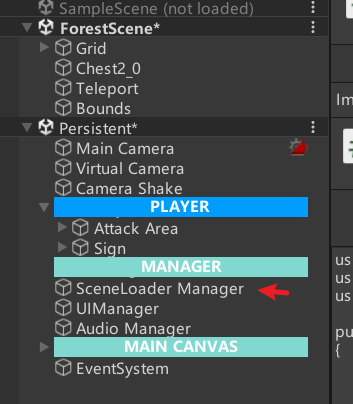 SampleScene (not loaded)
ForestScene*
Grid
Chest2_0
Teleport
Bounds
Persistent*
Main Camera
Virtual Camera
Camera Shake
PLAYER
Attack Area
Sign
MANAGER
SceneLoader Manager
UIManager
Audio Manager
MAIN CANVAS
EventSystem
Im
us
us
us
pu
{